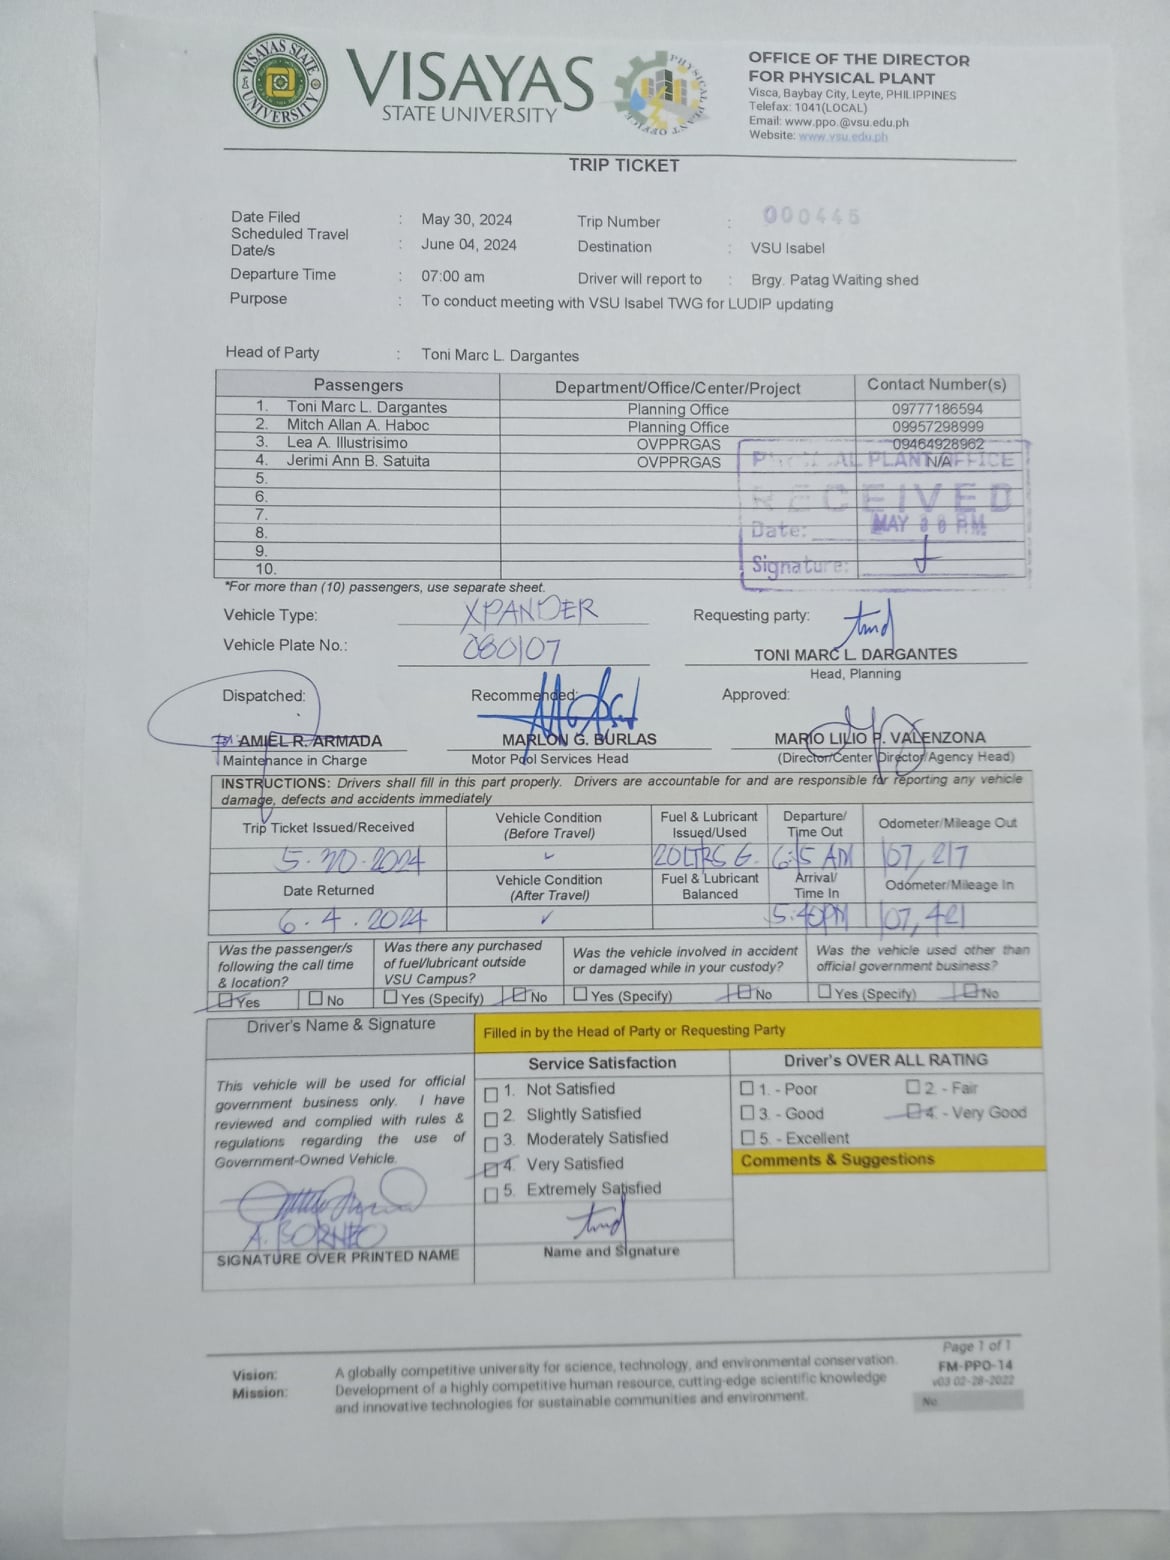 VISAYAS STATE UNIVERSITY
PHYSICAL PLANT OFFICE
VISAYAS
STATE UNIVERSITY
OFFICE OF THE DIRECTOR
FOR PHYSICAL PLANT
Visca, Baybay City, Leyte, PHILIPPINES
Telefax: 1041(LOCAL)
Email: www.ppo.@vsu.edu.ph
Website: www.vsu.edu.ph
TRIP TICKET
Date Filed : May 30, 2024 Trip Number : 000445
Scheduled Travel Date/s : June 04, 2024 Destination : VSU Isabel
Departure Time : 07:00 am Driver will report to : Brgy. Patag Waiting shed
Purpose : To conduct meeting with VSU Isabel TWG for LUDIP updating
Head of Party : Toni Marc L. Dargantes
Passengers Department/Office/Center/Project Contact Number(s)
1. Toni Marc L. Dargantes Planning Office 09777186594
2. Mitch Allan A. Haboc Planning Office 09957298999
3. Lea A. Illustrisimo OVPPRGAS 09464928962
4. Jerimi Ann B. Satuita OVPPRGAS N/A
5.
6.
7.
8.
9.
10.
PHYSICAL PLANT OFFICE
RECEIVED
Date: MAY P.M.
Signature:
*For more than (10) passengers, use separate sheet.
Vehicle Type: XPANDER Requesting party:
Vehicle Plate No.: 080107
TONI MARC L. DARGANTES
Head, Planning
Dispatched: Recommended: Approved:
AMIEL R. ARMADA MARLON G. BURLAS MARIO LILIO P. VALENZONA
Maintenance in Charge Motor Pool Services Head (Director/Center Director/Agency Head)
INSTRUCTIONS: Drivers shall fill in this part properly. Drivers are accountable for and are responsible for reporting any vehicle
damage, defects and accidents immediately
Trip Ticket Issued/Received Vehicle Condition (Before Travel) Fuel & Lubricant Issued/Used Departure/ Time Out Odometer/Mileage Out
5-30-2024 ✓ 20LTRS G. AM 107, 217
Date Returned Vehicle Condition (After Travel) Fuel & Lubricant Balanced Arrival/ Time In Odometer/Mileage In
6-4-2024 ✓ 5:40PM 107, 421
Was the passenger/s following the call time & location? Was there any purchased of fuel/lubricant outside VSU Campus? Was the vehicle involved in accident or damaged while in your custody? Was the vehicle used other than official government business?
Yes No Yes (Specify) No Yes (Specify) No Yes (Specify) No
Driver's Name & Signature Filled in by the Head of Party or Requesting Party
Service Satisfaction Driver's OVER ALL RATING
This vehicle will be used for official
government business only. I have
reviewed and complied with rules &
regulations regarding the use of
Government-Owned Vehicle.
1. Not Satisfied
2. Slightly Satisfied
3. Moderately Satisfied
4. Very Satisfied
5. Extremely Satisfied
1. - Poor 2. - Fair
3. - Good 4. - Very Good
5. - Excellent
Comments & Suggestions
A. BORNEO
SIGNATURE OVER PRINTED NAME Name and Signature
Page 1 of 1
Vision: A globally competitive university for science, technology, and environmental conservation.
Mission: Development of a highly competitive human resource, cutting-edge scientific knowledge
and innovative technologies for sustainable communities and environment.
FM-PPO-14
v03 02-28-2022
No.